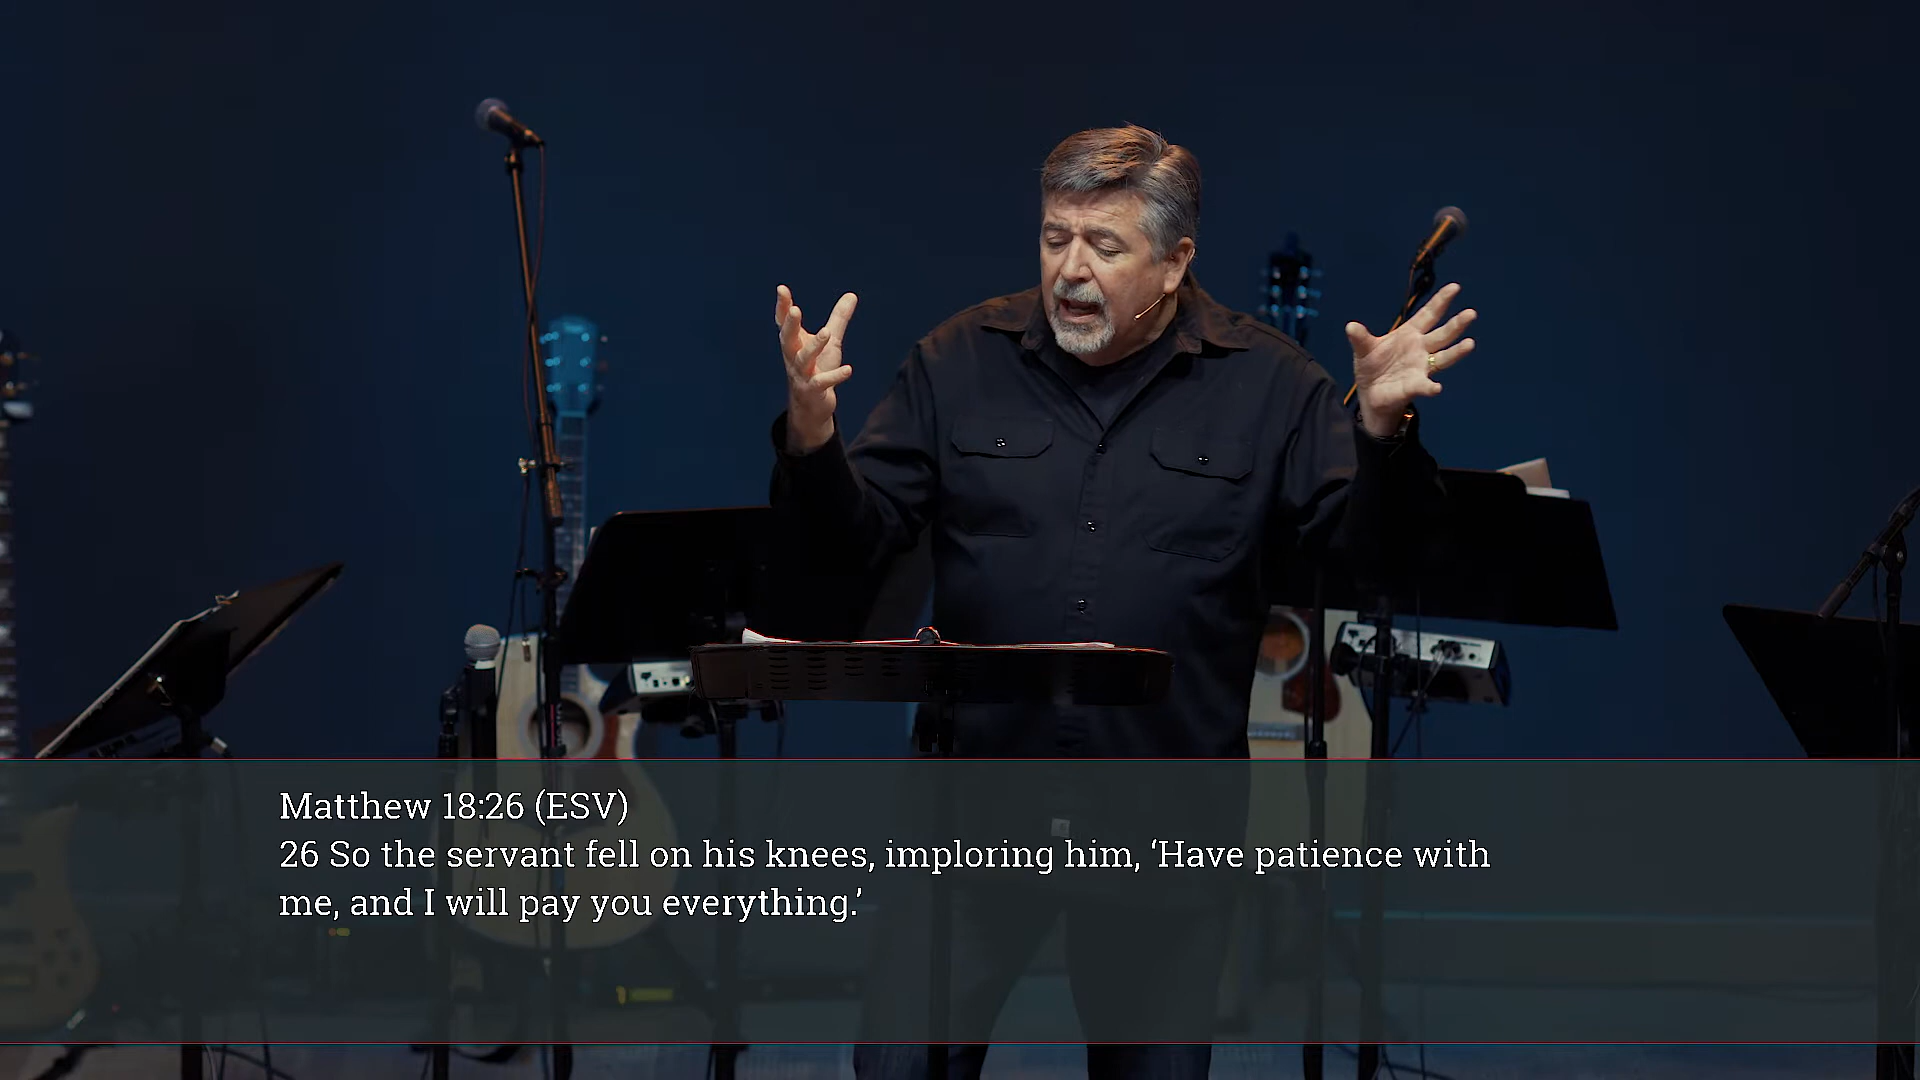 Matthew 18:26 (ESV)
26 So the servant fell on his knees, imploring him, ‘Have patience with
me, and I will pay you everything.’